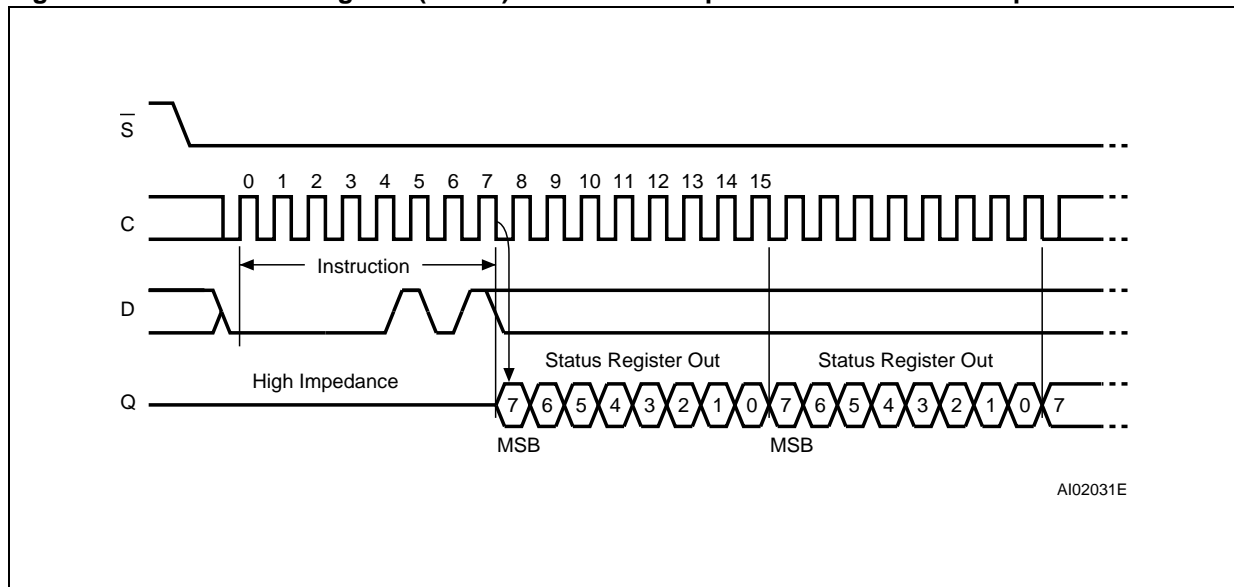 S
0 1 2 3 4 5 6 7 8 9 10 11 12 13 14 15
C
Instruction
D
Status Register Out Status Register Out
High Impedance
Q 7 6 5 4 3 2 1 0 7 6 5 4 3 2 1 0 7
MSB MSB
AI02031E